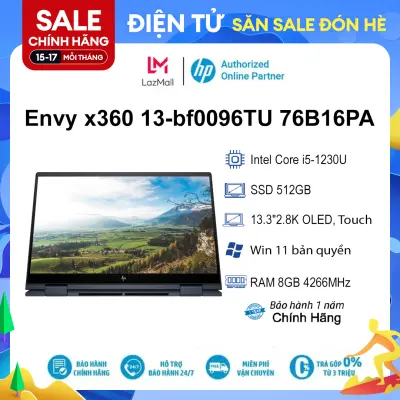 SALE
CHÍNH HÃNG
15-17 MỖI THÁNG
ĐIỆN TỬ SĂN SALE ĐÓN HÈ
LazMall
hp
Authorized
Online Partner
Envy x360 13-bf0096TU 76B16PA
Intel Core i5-1230U
SSD 512GB
13.3"2.8K OLED, Touch
Win 11 bản quyền
RAM 8GB 4266MHz
Bảo hành 1 năm
Chính Hãng
BẢO HÀNH
CHÍNH HÃNG
HỖ TRỢ
BẢO HÀNH 24/7
MIỄN PHÍ
VẬN CHUYỂN
TRẢ GÓP 0%
TỪ 3 TRIỆU